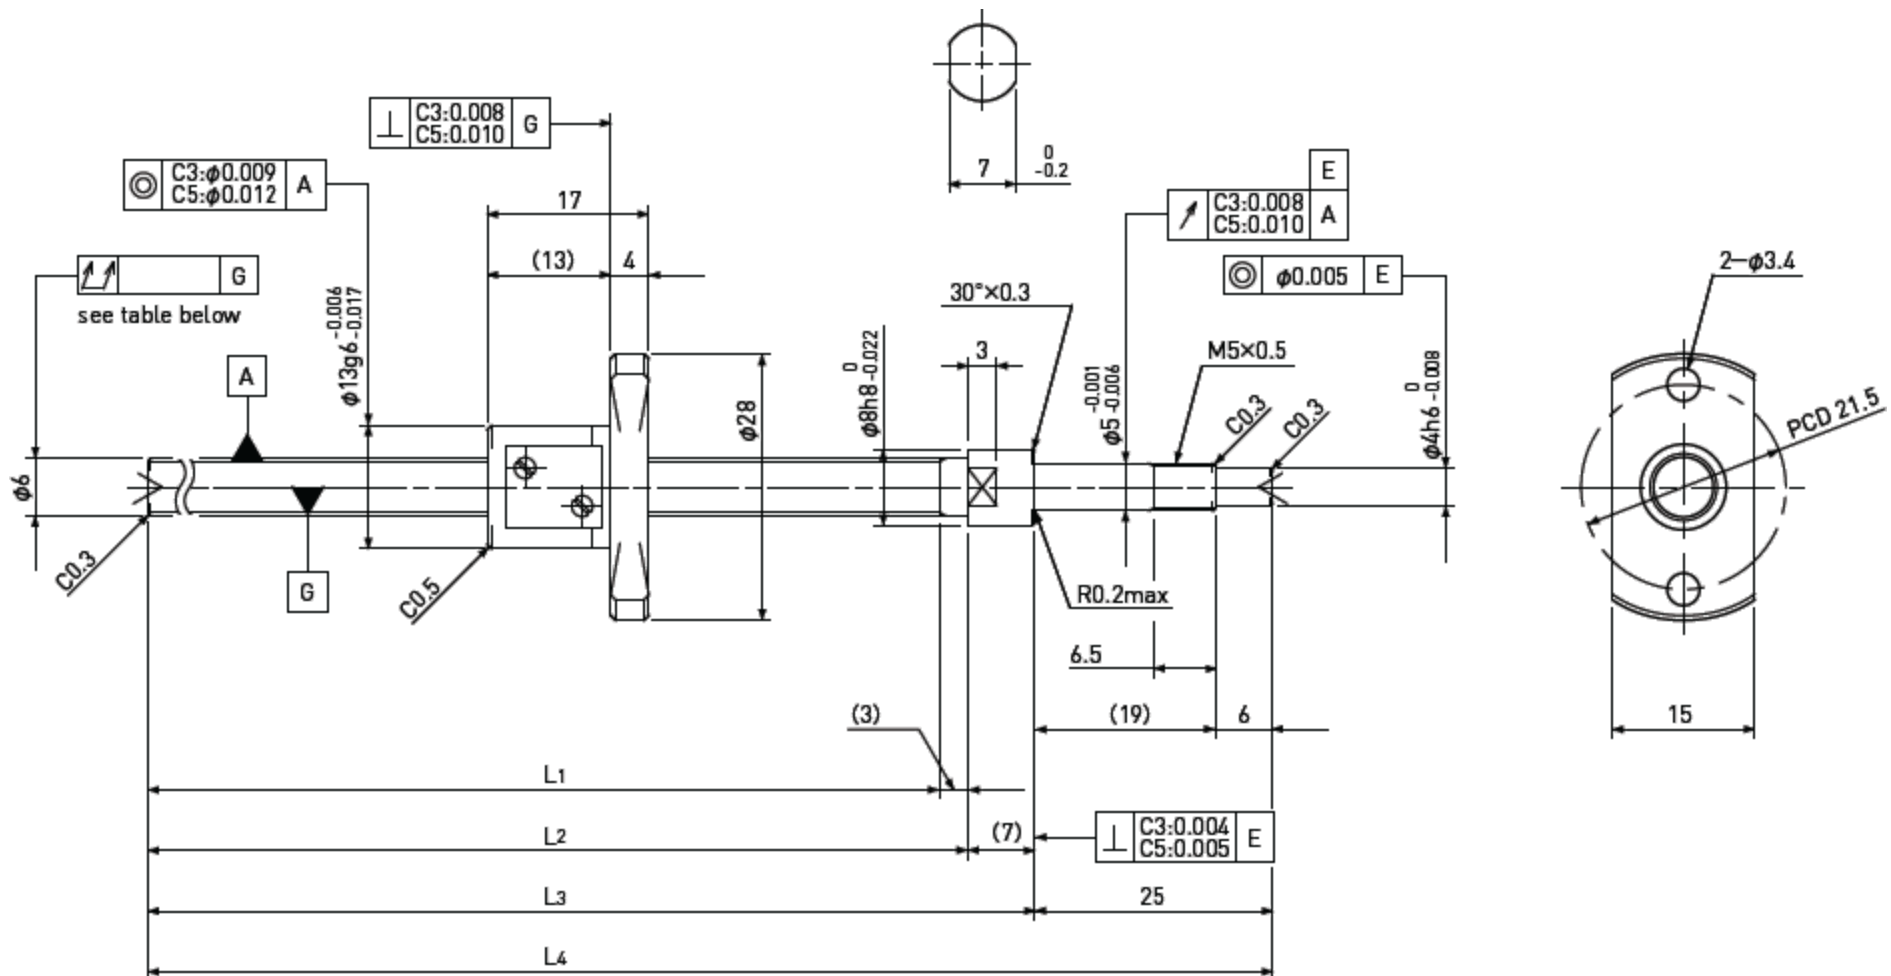 7
0
-0.2
C3:0.008
C5:0.010
G
C3:ϕ0.009
C5:ϕ0.012
A
17
E
C3:0.008
C5:0.010
A
(13)
4
G
see table below
ϕ0.005
E
2−ϕ3.4
30°×0.3
ϕ13g6
-0.006
-0.017
3
M5×0.5
A
ϕ28
ϕ8h8
0
-0.022
ϕ5
-0.001
-0.006
C0.3
C0.3
ϕ4h6
0
-0.008
PCD 21.5
ϕ6
C0.3
G
C0.5
R0.2max
6.5
(3)
(19)
6
15
L1
L2
(7)
C3:0.004
C5:0.005
E
L3
25
L4